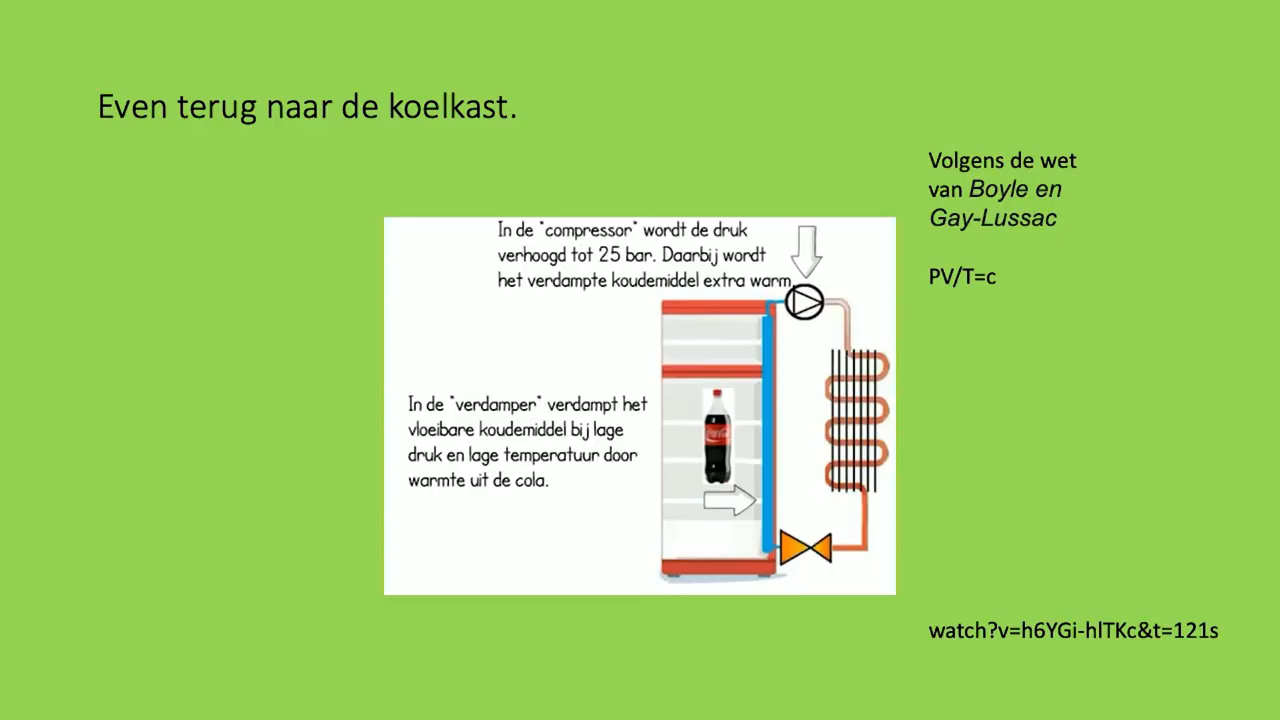 Even terug naar de koelkast.
Volgens de wet
van Boyle en
Gay-Lussac
PV/T=c
In de "compressor" wordt de druk
verhoogd tot 25 bar. Daarbij wordt
het verdampte koudemiddel extra warm.
In de "verdamper" verdampt het
vloeibare koudemiddel bij lage
druk en lage temperatuur door
warmte uit de cola.
Coca-Cola
watch?v=h6YGi-hlTKc&t=121s